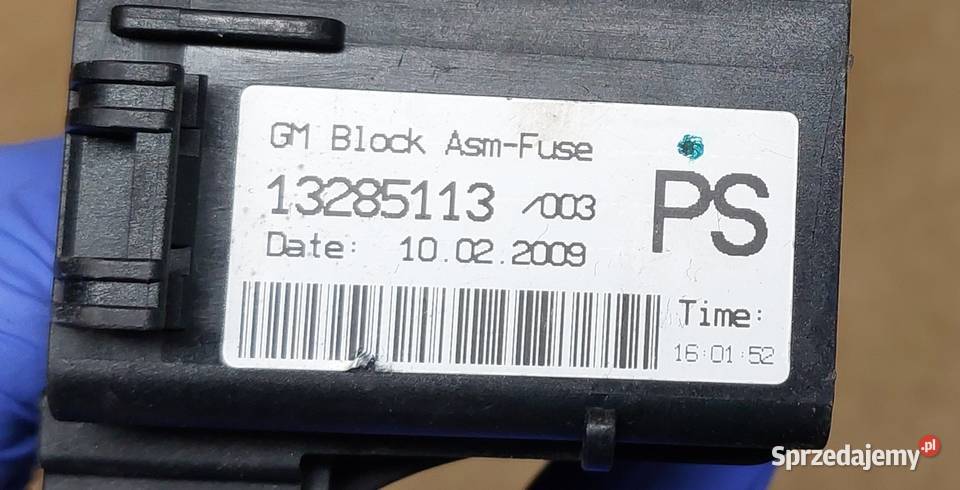 GM Block Asm-Fuse
13285113 /003
PS
Date: 10.02.2009
Time:
16:01:52
Sprzedajemy.pl